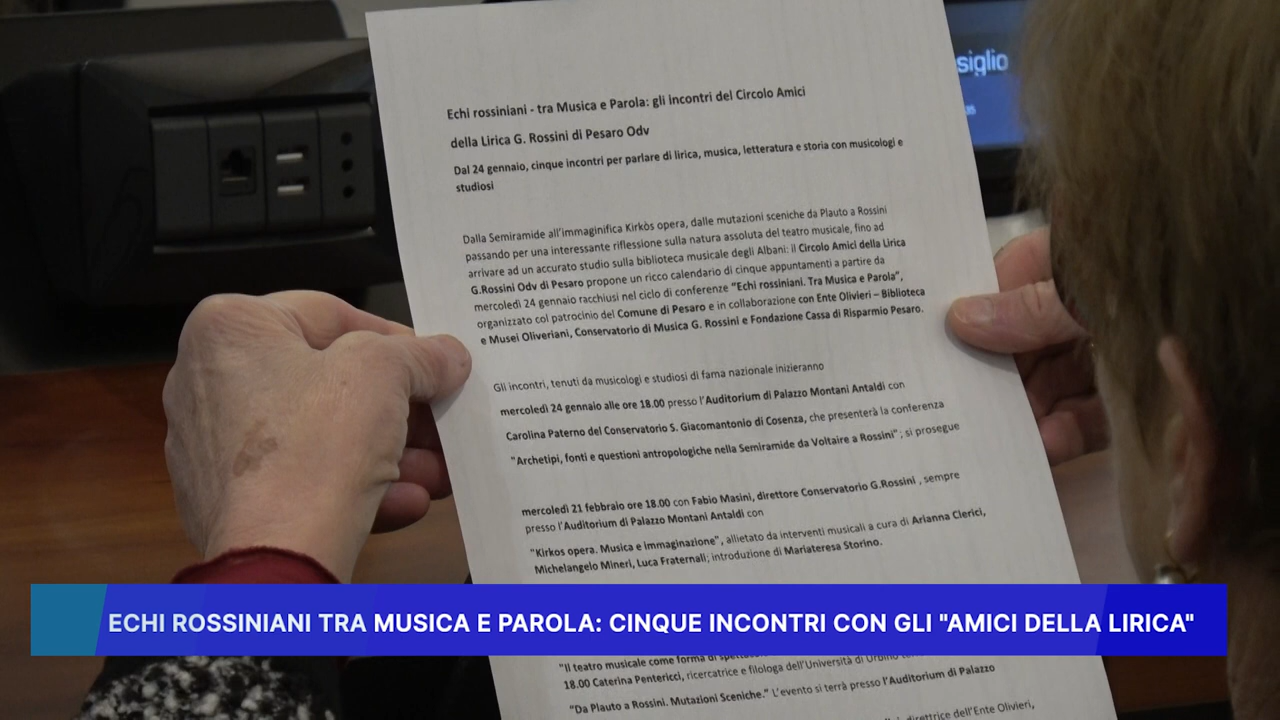 siglio
Echi rossiniani - tra Musica e Parola: gli incontri del Circolo Amici
della Lirica G. Rossini di Pesaro Odv
Dal 24 gennaio, cinque incontri per parlare di lirica, musica, letteratura e storia con musicologi e
studiosi
Dalla Semiramide all'immaginifica Kirkòs opera, dalle mutazioni sceniche da Plauto a Rossini
passando per una interessante riflessione sulla natura assoluta del teatro musicale, fino ad
arrivare ad un accurato studio sulla biblioteca musicale degli Albani: il Circolo Amici della Lirica
G.Rossini Odv di Pesaro propone un ricco calendario di cinque appuntamenti a partire da
mercoledì 24 gennaio racchiusi nel ciclo di conferenze "Echi rossiniani. Tra Musica e Parola",
organizzato col patrocinio del Comune di Pesaro e in collaborazione con Ente Olivieri – Biblioteca
e Musei Oliveriani, Conservatorio di Musica G. Rossini e Fondazione Cassa di Risparmio Pesaro.
Gli incontri, tenuti da musicologi e studiosi di fama nazionale inizieranno
mercoledì 24 gennaio alle ore 18.00 presso l'Auditorium di Palazzo Montani Antaldi con
Carolina Paterno del Conservatorio S. Giacomantonio di Cosenza, che presenterà la conferenza
"Archetipi, fonti e questioni antropologiche nella Semiramide da Voltaire a Rossini"; si prosegue
mercoledì 21 febbraio ore 18.00 con Fabio Masini, direttore Conservatorio G.Rossini , sempre
presso l'Auditorium di Palazzo Montani Antaldi con
"Kirkos opera. Musica e immaginazione", allietato da interventi musicali a cura di Arianna Clerici,
Michelangelo Mineri, Luca Fraternali; introduzione di Mariateresa Storino.
ECHI ROSSINIANI TRA MUSICA E PAROLA: CINQUE INCONTRI CON GLI "AMICI DELLA LIRICA"
"Il teatro musicale come forma di
18.00 Caterina Pentericci, ricercatrice e filologa dell'Università di Urbino
"Da Plauto a Rossini. Mutazioni Sceniche." L'evento si terrà presso l'Auditorium di Palazzo
direttrice dell'Ente Olivieri,